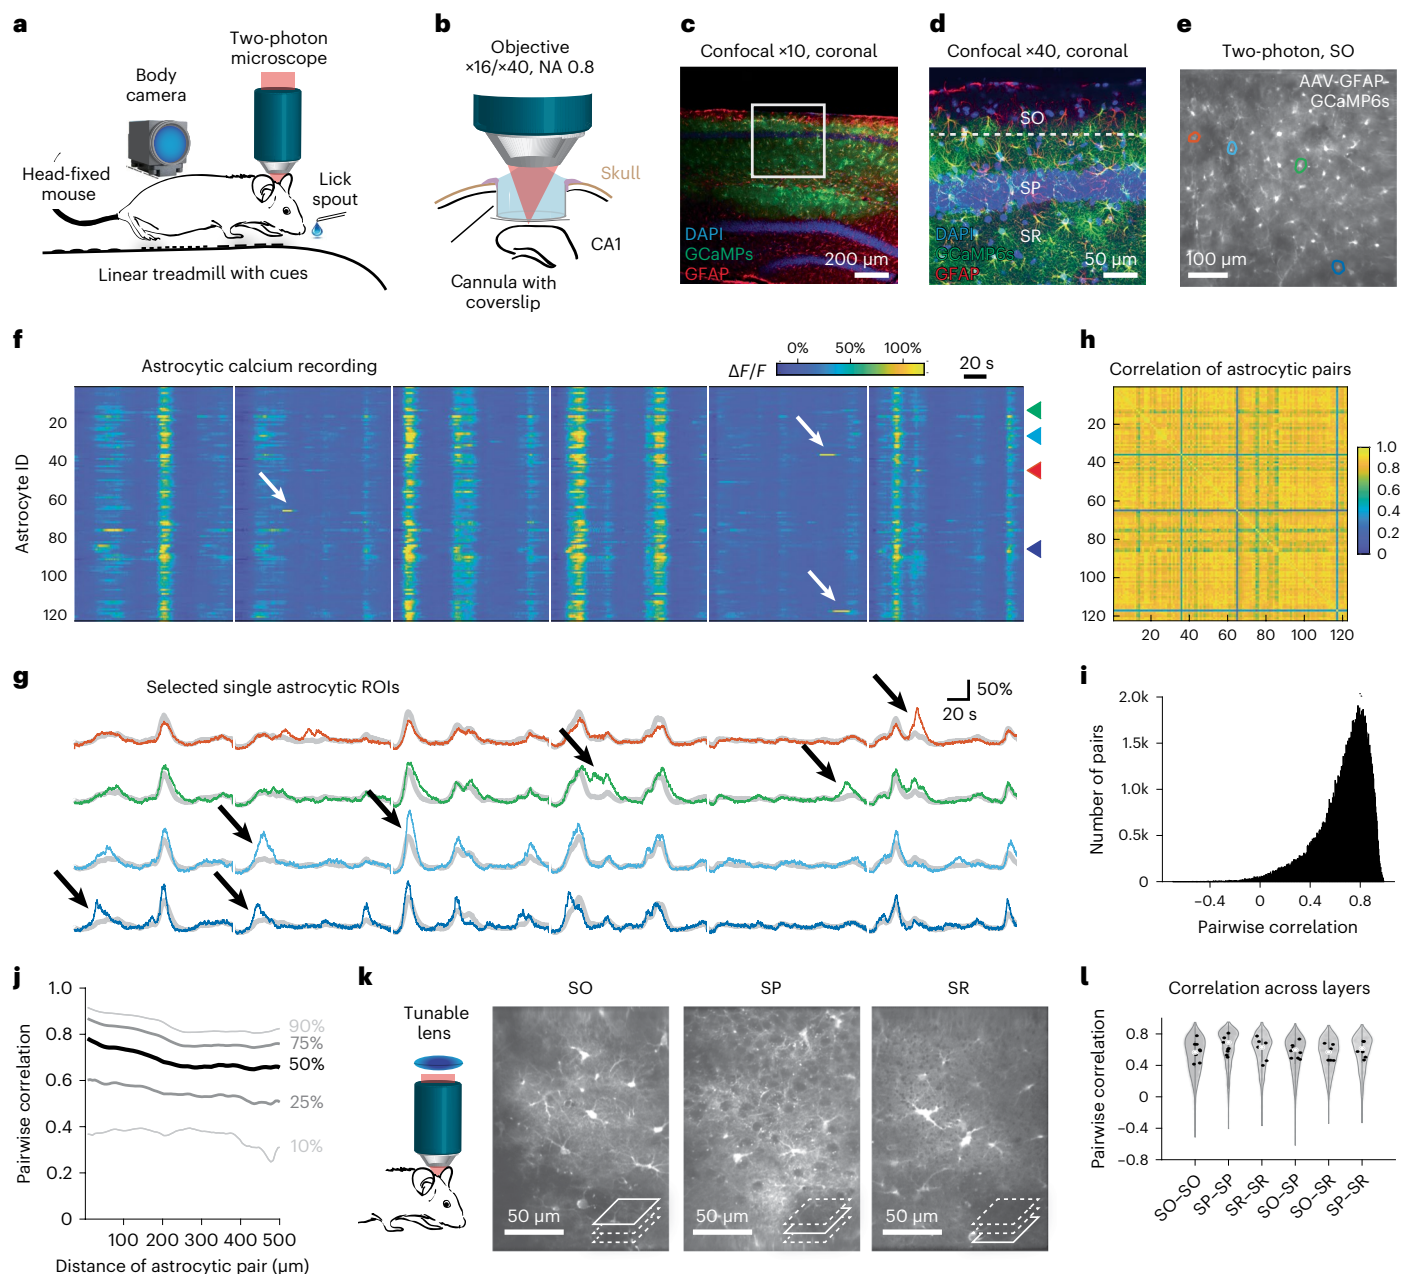 a
Two-photon
microscope
Body
camera
Head-fixed
mouse
Lick
spout
Linear treadmill with cues
b
Objective
×16/×40, NA 0.8
Skull
CA1
Cannula with
coverslip
c
Confocal ×10, coronal
DAPI
GCaMPs
GFAP
200 µm
d
Confocal ×40, coronal
SO
SP
SR
DAPI
GCaMP6s
GFAP
50 µm
e
Two-photon, SO
AAV-GFAP-
GCaMP6s
100 µm
f
Astrocytic calcium recording
ΔF/F
0% 50% 100%
20 s
Astrocyte ID
20
40
60
80
100
120
h
Correlation of astrocytic pairs
20
40
60
80
100
120
20 40 60 80 100 120
1.0
0.8
0.6
0.4
0.2
0
g
Selected single astrocytic ROIs
50%
20 s
i
Number of pairs
2.0k
1.5k
1.0k
0.5k
0
−0.4 0 0.4 0.8
Pairwise correlation
j
Pairwise correlation
1.0
0.8
0.6
0.4
0.2
0
90%
75%
50%
25%
10%
100 200 300 400 500
Distance of astrocytic pair (µm)
k
Tunable
lens
SO
SP
SR
50 µm
50 µm
50 µm
l
Correlation across layers
Pairwise correlation
0.8
0.4
0
−0.4
−0.8
SO–SO
SP–SP
SR–SR
SO–SP
SO–SR
SP–SR